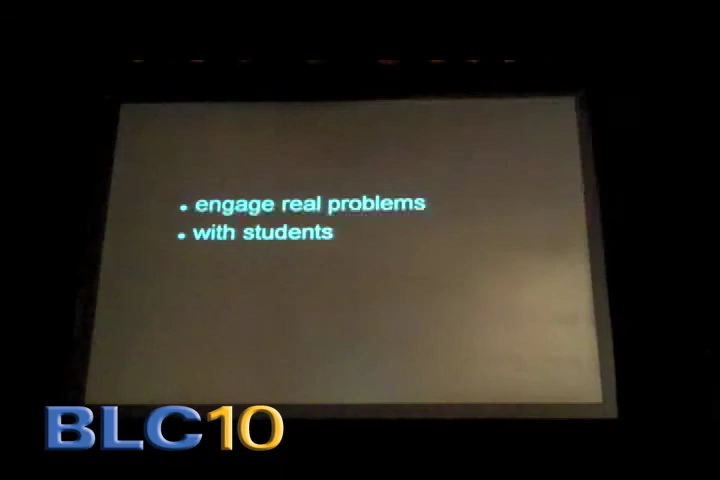 • engage real problems
• with students
BLC10